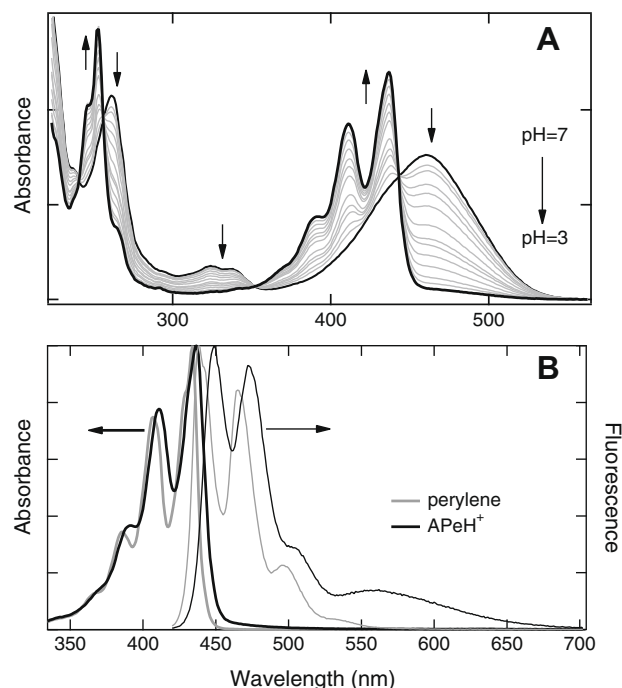 A
Absorbance
pH=7
pH=3
300
400
500
B
Absorbance
Fluorescence
perylene
APeH+
350
400
450
500
550
600
650
700
Wavelength (nm)